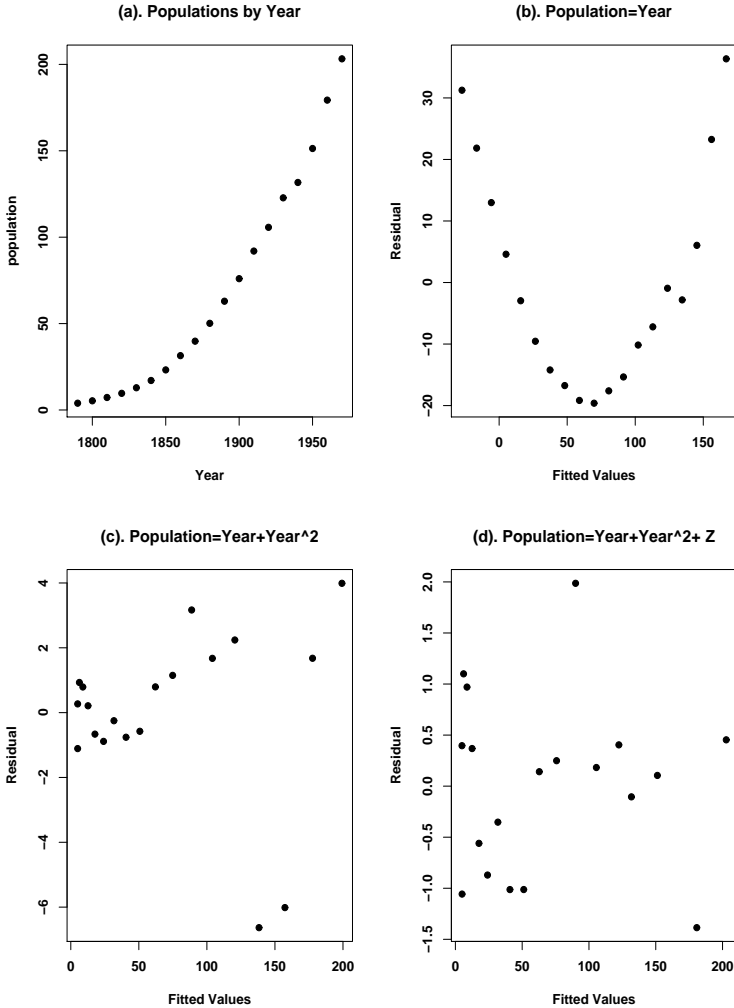 (a). Populations by Year
population
0 50 100 150 200
1800 1850 1900 1950
Year
(b). Population=Year
Residual
−20 −10 0 10 20 30
0 50 100 150
Fitted Values
(c). Population=Year+Year^2
Residual
−6 −4 −2 0 2 4
0 50 100 150 200
Fitted Values
(d). Population=Year+Year^2+ Z
Residual
−1.5 −1.0 −0.5 0.0 0.5 1.0 1.5 2.0
0 50 100 150 200
Fitted Values